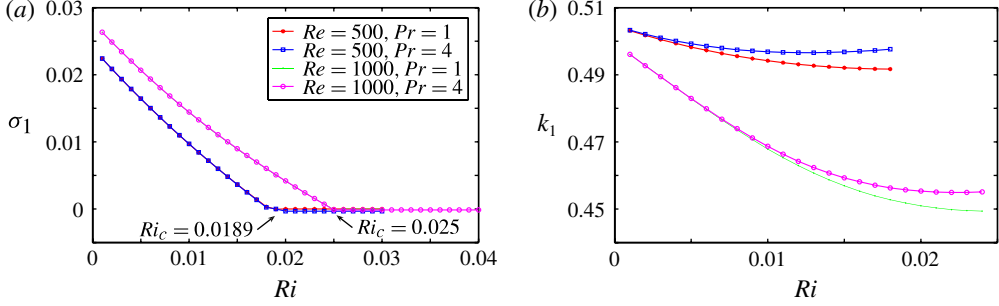 (a)
0.03
0.02
0.01
0
σ1
Re = 500, Pr = 1
Re = 500, Pr = 4
Re = 1000, Pr = 1
Re = 1000, Pr = 4
Ric = 0.0189
Ric = 0.025
0 0.01 0.02 0.03 0.04
Ri
(b)
0.51
0.49
0.47
0.45
k1
0 0.01 0.02
Ri